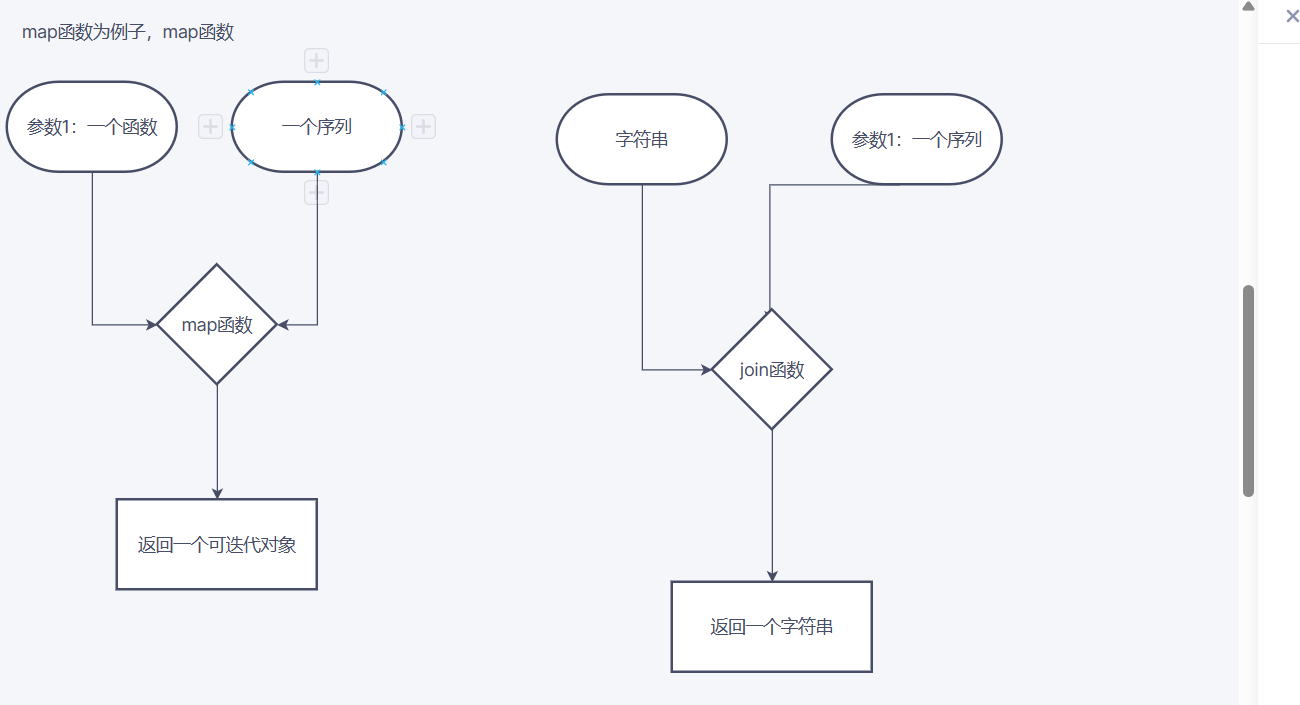 map函数为例子，map函数
参数1：一个函数
一个序列
字符串
参数1：一个序列
map函数
join函数
返回一个可迭代对象
返回一个字符串